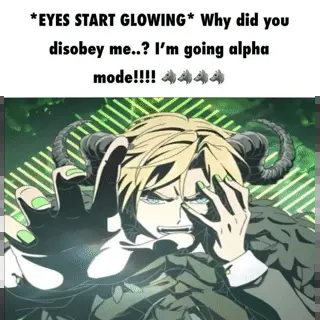 *EYES START GLOWING* Why did you
disobey me..? I'm going alpha
mode!!!! 🐺🐺🐺🐺